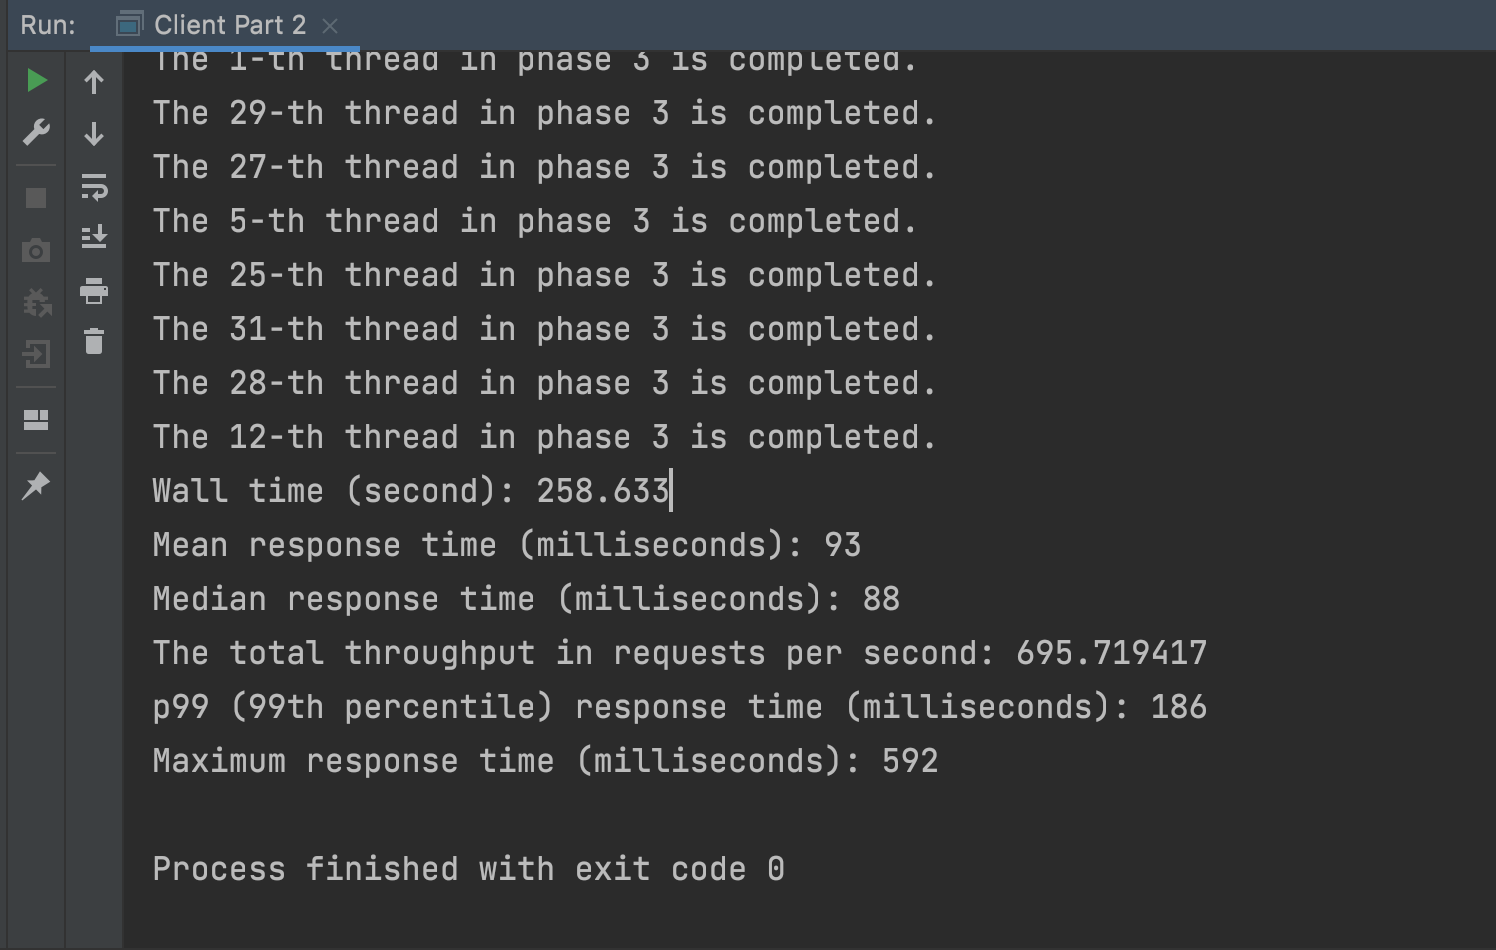 Run: Client Part 2
The 1-th thread in phase 3 is completed.
The 29-th thread in phase 3 is completed.
The 27-th thread in phase 3 is completed.
The 5-th thread in phase 3 is completed.
The 25-th thread in phase 3 is completed.
The 31-th thread in phase 3 is completed.
The 28-th thread in phase 3 is completed.
The 12-th thread in phase 3 is completed.
Wall time (second): 258.633
Mean response time (milliseconds): 93
Median response time (milliseconds): 88
The total throughput in requests per second: 695.719417
p99 (99th percentile) response time (milliseconds): 186
Maximum response time (milliseconds): 592
Process finished with exit code 0